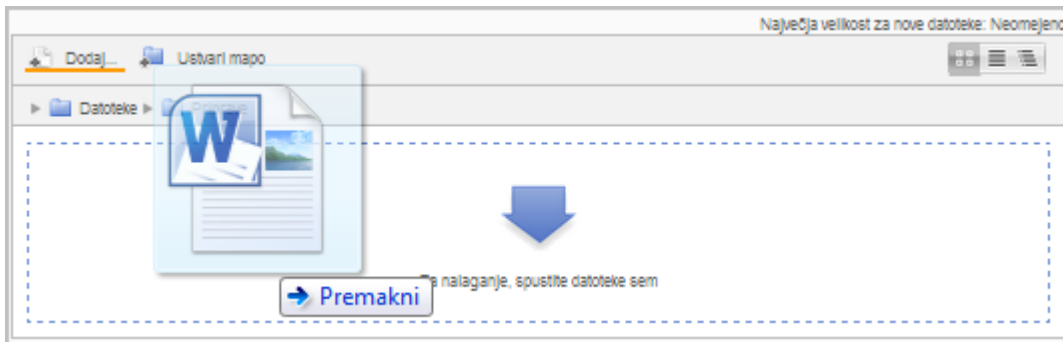 Največja velikost za nove datoteke: Neomejeno
Dodaj... Ustvari mapo
Datoteke
W
nalaganje, spustite datoteke sem
Premakni